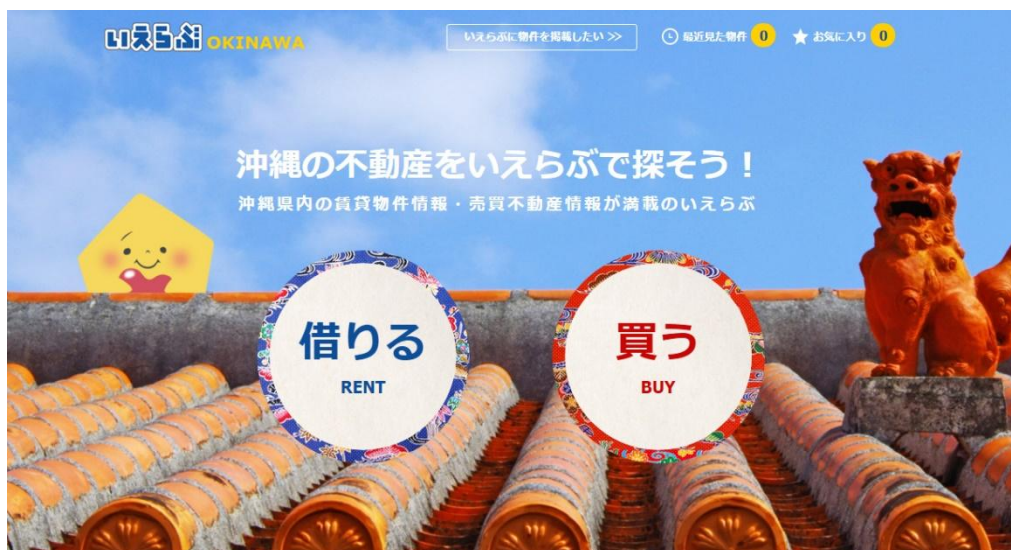 いえらぶ OKINAWA
いえらぶに物件を掲載したい >>
最近見た物件 0
お気に入り 0
沖縄の不動産をいえらぶで探そう！
沖縄県内の賃貸物件情報・売買不動産情報が満載のいえらぶ
借りる
RENT
買う
BUY